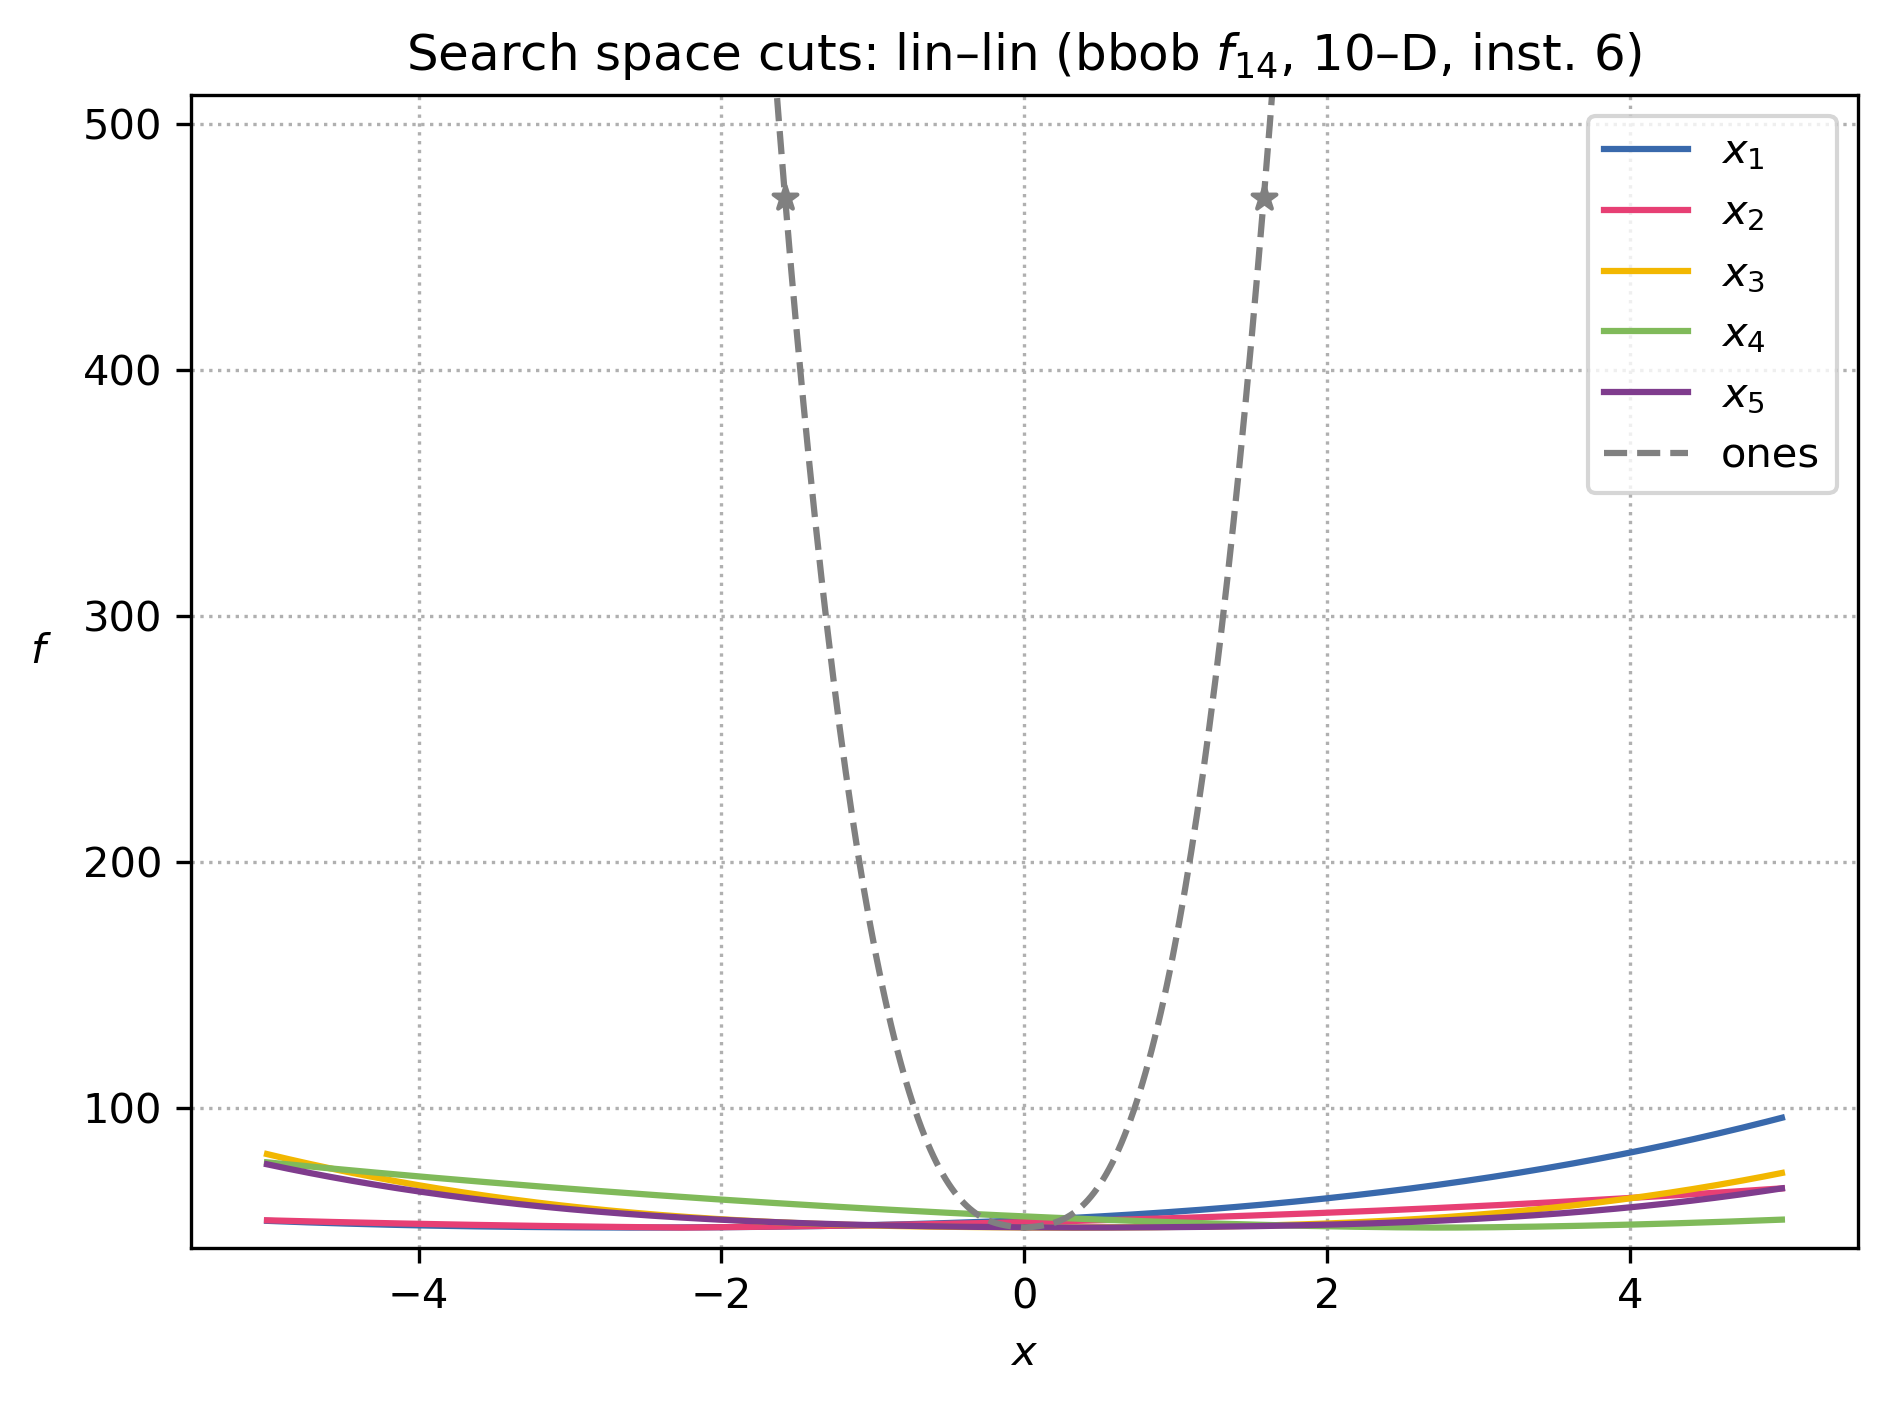 Search space cuts: lin–lin (bbob f₁₄, 10–D, inst. 6)
500
400
300
200
100
f
−4
−2
0
2
4
x
x₁
x₂
x₃
x₄
x₅
ones